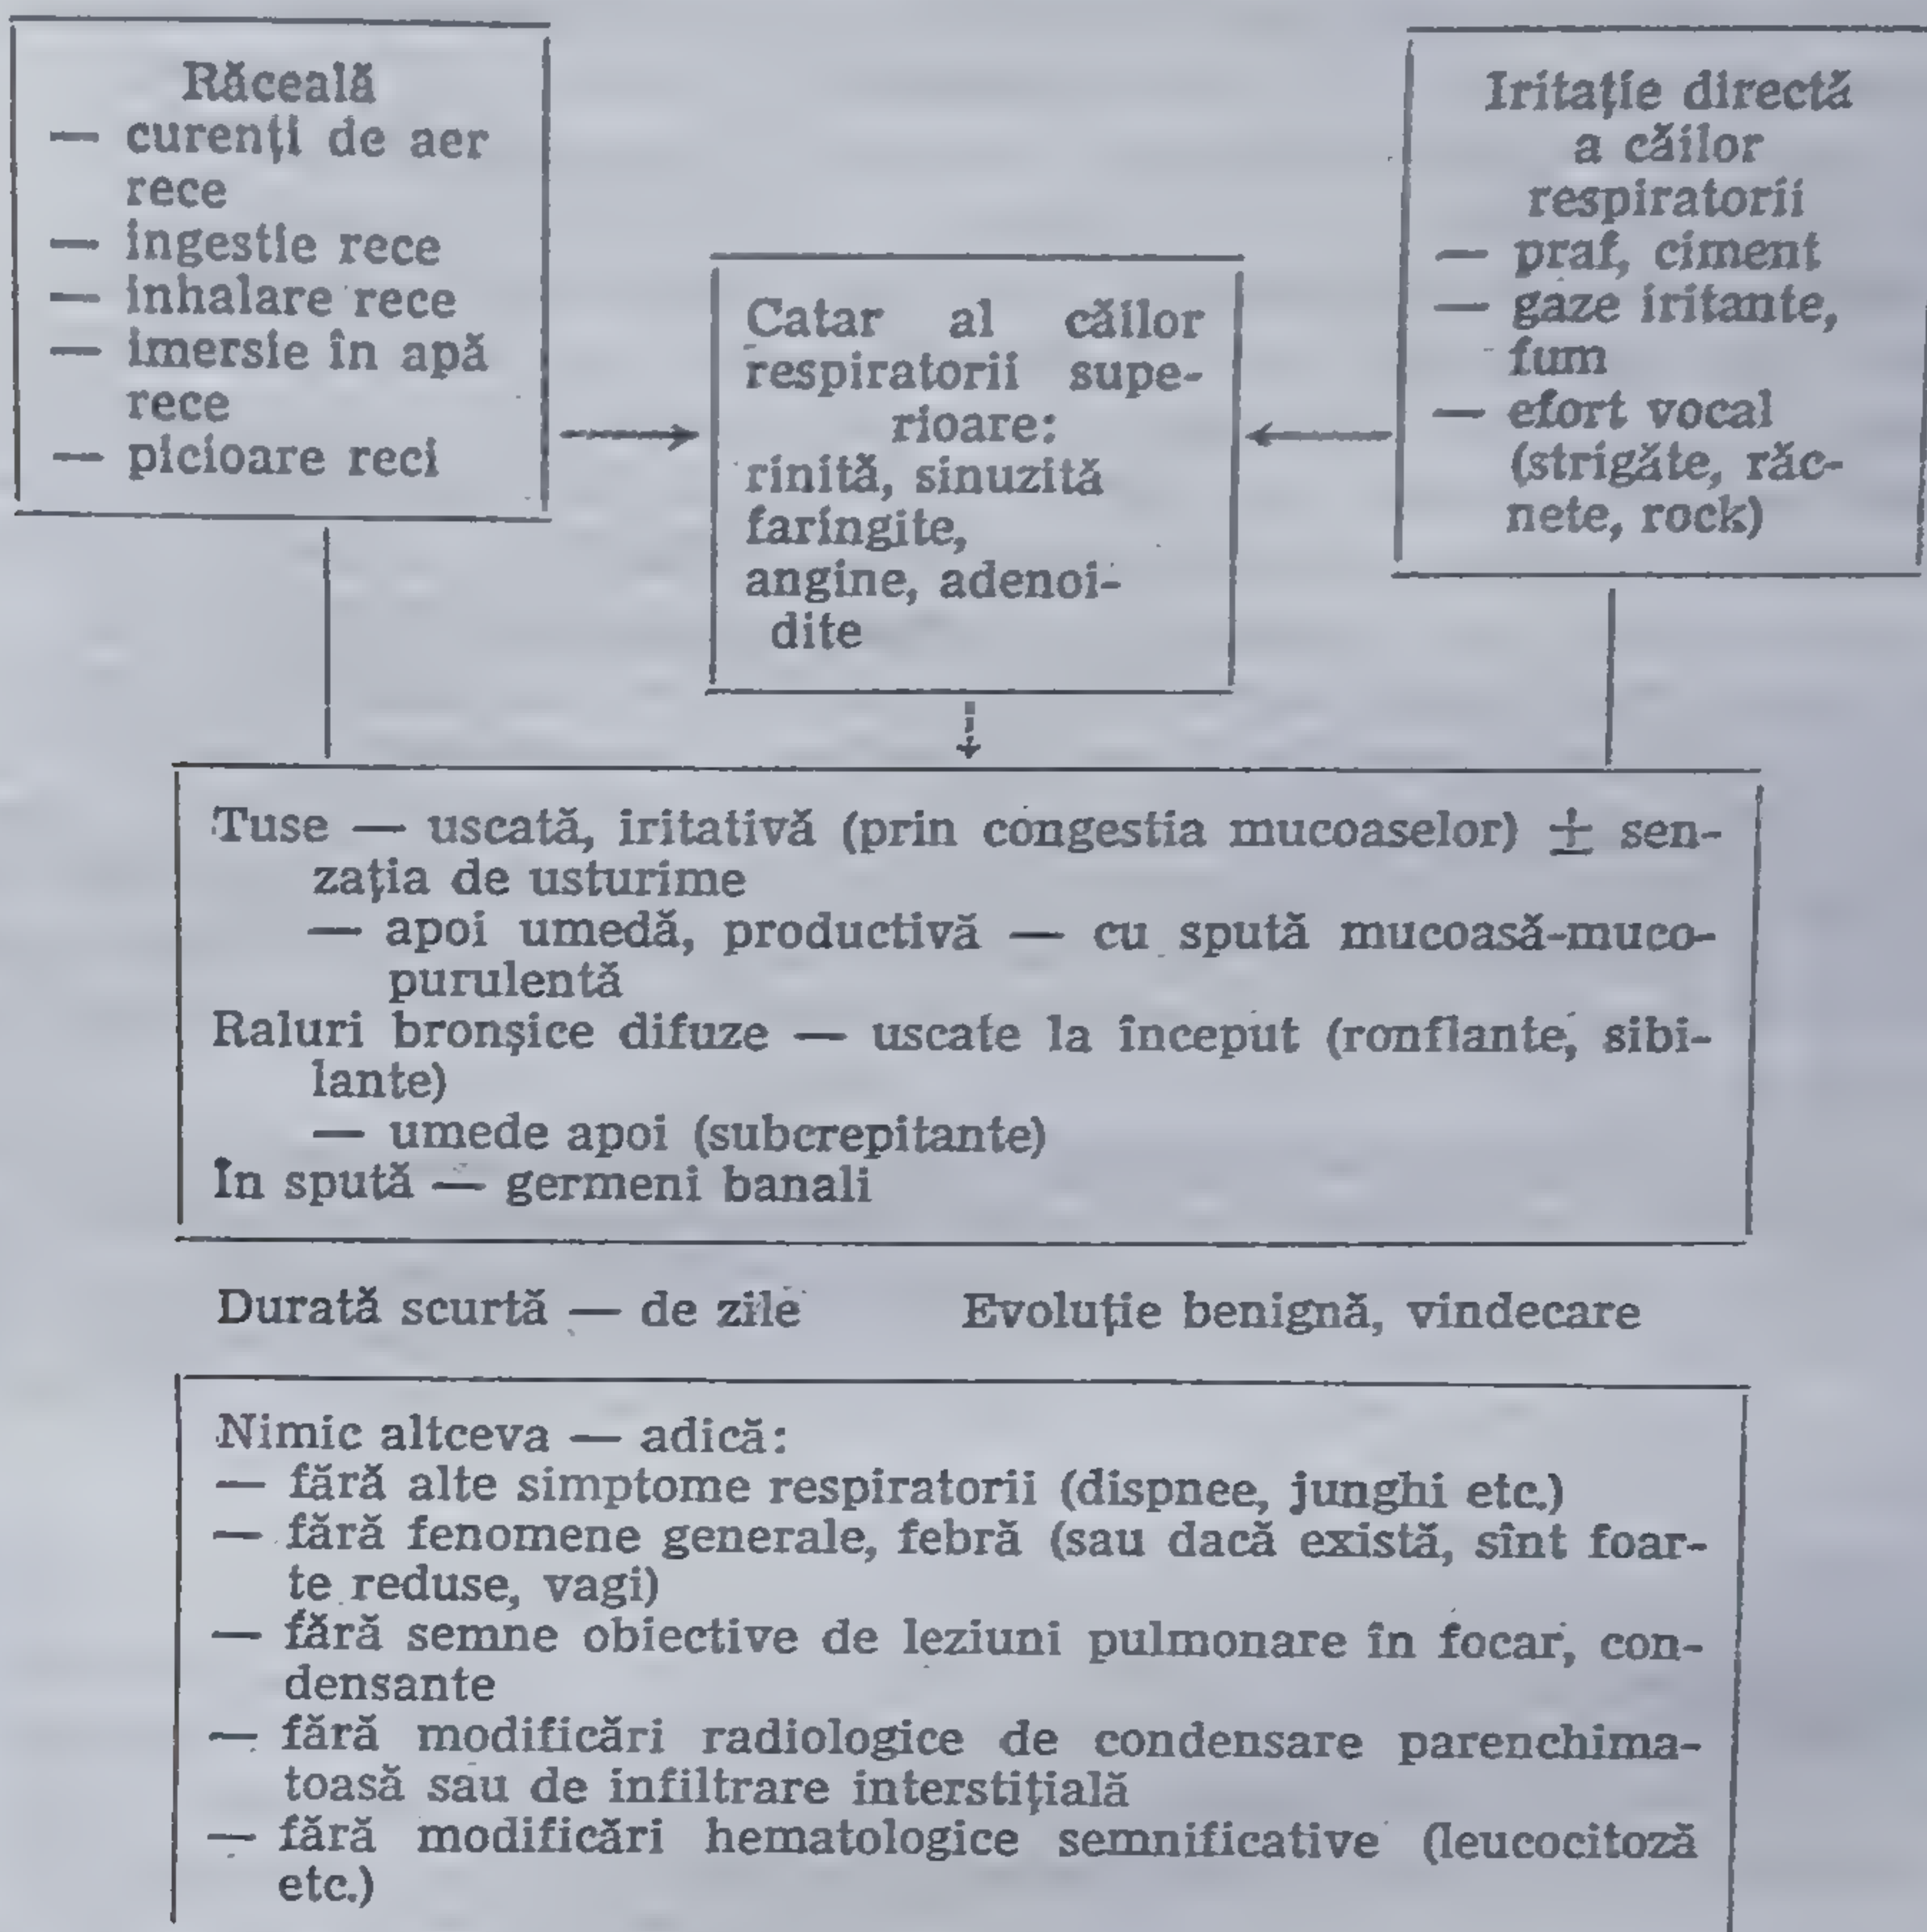 Răceală
— curenți de aer
rece
— ingestie rece
— inhalare rece
— imersie în apă
rece
— picioare reci
Catar al căilor
respiratorii supe-
rioare:
rinită, sinuzită
faringite,
angine, adenoi-
dite
Iritație directă
a căilor
respiratorii
— praf, ciment
— gaze iritante,
fum
— efort vocal
(strigăte, răc-
nete, rock)
Tuse — uscată, iritativă (prin congestia mucoaselor) ± sen-
zația de usturime
— apoi umedă, productivă — cu spută mucoasă-muco-
purulentă
Raluri bronșice difuze — uscate la început (ronflante, sibi-
lante)
— umede apoi (subcrepitante)
În spută — germeni banali
Durată scurtă — de zile Evoluție benignă, vindecare
Nimic altceva — adică:
— fără alte simptome respiratorii (dispnee, junghi etc.)
— fără fenomene generale, febră (sau dacă există, sînt foar-
te reduse, vagi)
— fără semne obiective de leziuni pulmonare în focar, con-
densante
— fără modificări radiologice de condensare parenchima-
toasă sau de infiltrare interstițială
— fără modificări hematologice semnificative (leucocitoză
etc.)